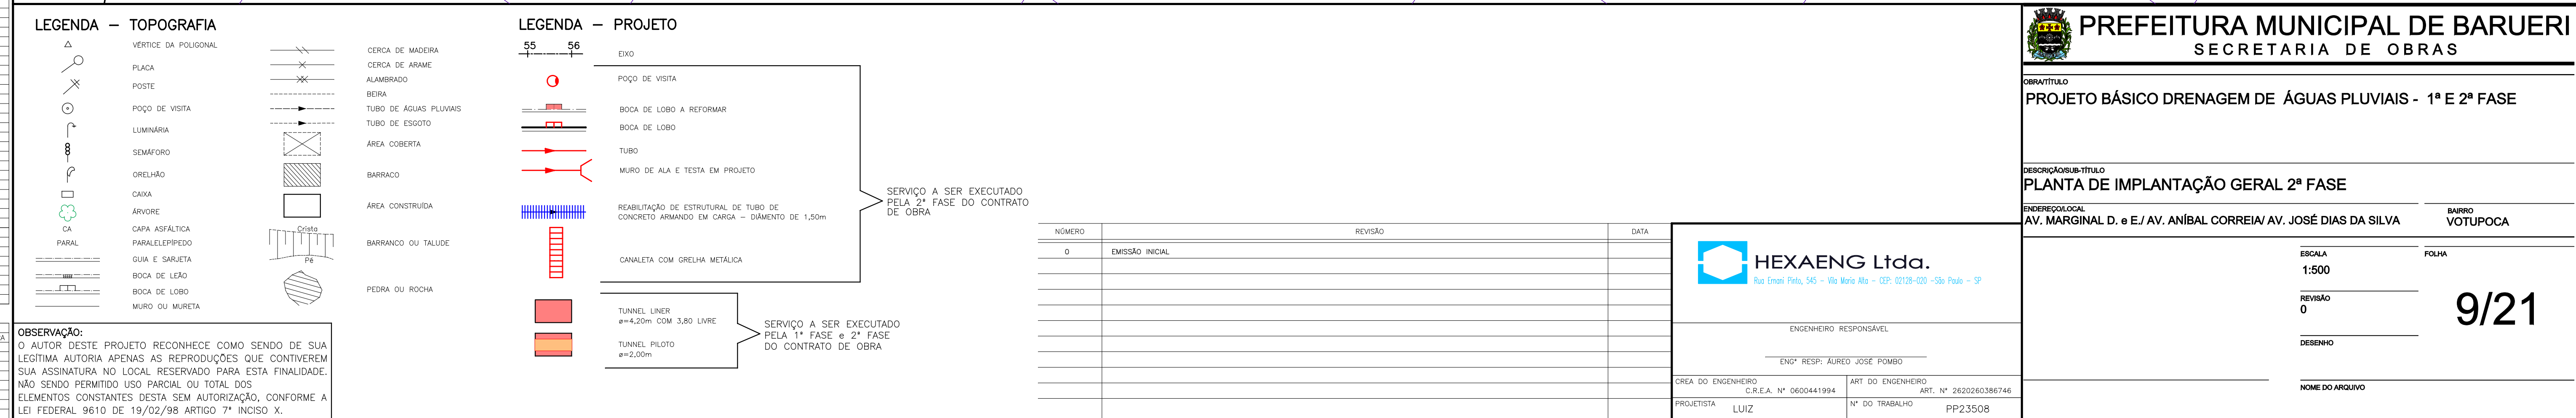 LEGENDA – TOPOGRAFIA
VÉRTICE DA POLIGONAL
PLACA
POSTE
POÇO DE VISITA
LUMINÁRIA
SEMÁFORO
ORELHÃO
CAIXA
ÁRVORE
CA CAPA ASFÁLTICA
PARAL PARALELEPÍPEDO
GUIA E SARJETA
BOCA DE LEÃO
BOCA DE LOBO
MURO OU MURETA
CERCA DE MADEIRA
CERCA DE ARAME
ALAMBRADO
BEIRA
TUBO DE ÁGUAS PLUVIAIS
TUBO DE ESGOTO
ÁREA COBERTA
BARRACO
ÁREA CONSTRUÍDA
Crista
BARRANCO OU TALUDE
Pé
PEDRA OU ROCHA
OBSERVAÇÃO:
O AUTOR DESTE PROJETO RECONHECE COMO SENDO DE SUA
LEGÍTIMA AUTORIA APENAS AS REPRODUÇÕES QUE CONTIVEREM
SUA ASSINATURA NO LOCAL RESERVADO PARA ESTA FINALIDADE.
NÃO SENDO PERMITIDO USO PARCIAL OU TOTAL DOS
ELEMENTOS CONSTANTES DESTA SEM AUTORIZAÇÃO, CONFORME A
LEI FEDERAL 9610 DE 19/02/98 ARTIGO 7° INCISO X.
LEGENDA – PROJETO
55 56
EIXO
POÇO DE VISITA
BOCA DE LOBO A REFORMAR
BOCA DE LOBO
TUBO
MURO DE ALA E TESTA EM PROJETO
REABILITAÇÃO DE ESTRUTURAL DE TUBO DE
CONCRETO ARMANDO EM CARGA – DIÂMENTO DE 1,50m
CANALETA COM GRELHA METÁLICA
SERVIÇO A SER EXECUTADO
PELA 2ª FASE DO CONTRATO
DE OBRA
TUNNEL LINER
ø=4,20m COM 3,80 LIVRE
TUNNEL PILOTO
ø=2,00m
SERVIÇO A SER EXECUTADO
PELA 1ª FASE e 2ª FASE
DO CONTRATO DE OBRA
NÚMERO REVISÃO DATA
0 EMISSÃO INICIAL
HEXAENG Ltda.
Rua Ernani Pinto, 545 - Vila Maria Alta - CEP: 02128-020 -São Paulo - SP
ENGENHEIRO RESPONSÁVEL
ENG° RESP: ÁUREO JOSÉ POMBO
CREA DO ENGENHEIRO
C.R.E.A. N° 0600441994
ART DO ENGENHEIRO
ART. N° 2620260386746
PROJETISTA
LUIZ
N° DO TRABALHO
PP23508
PREFEITURA MUNICIPAL DE BARUERI
SECRETARIA DE OBRAS
OBRA/TÍTULO
PROJETO BÁSICO DRENAGEM DE ÁGUAS PLUVIAIS - 1ª E 2ª FASE
DESCRIÇÃO/SUB-TÍTULO
PLANTA DE IMPLANTAÇÃO GERAL 2ª FASE
ENDEREÇO/LOCAL
AV. MARGINAL D. e E./ AV. ANÍBAL CORREIA/ AV. JOSÉ DIAS DA SILVA
BAIRRO
VOTUPOCA
ESCALA
1:500
REVISÃO
0
DESENHO
FOLHA
9/21
NOME DO ARQUIVO